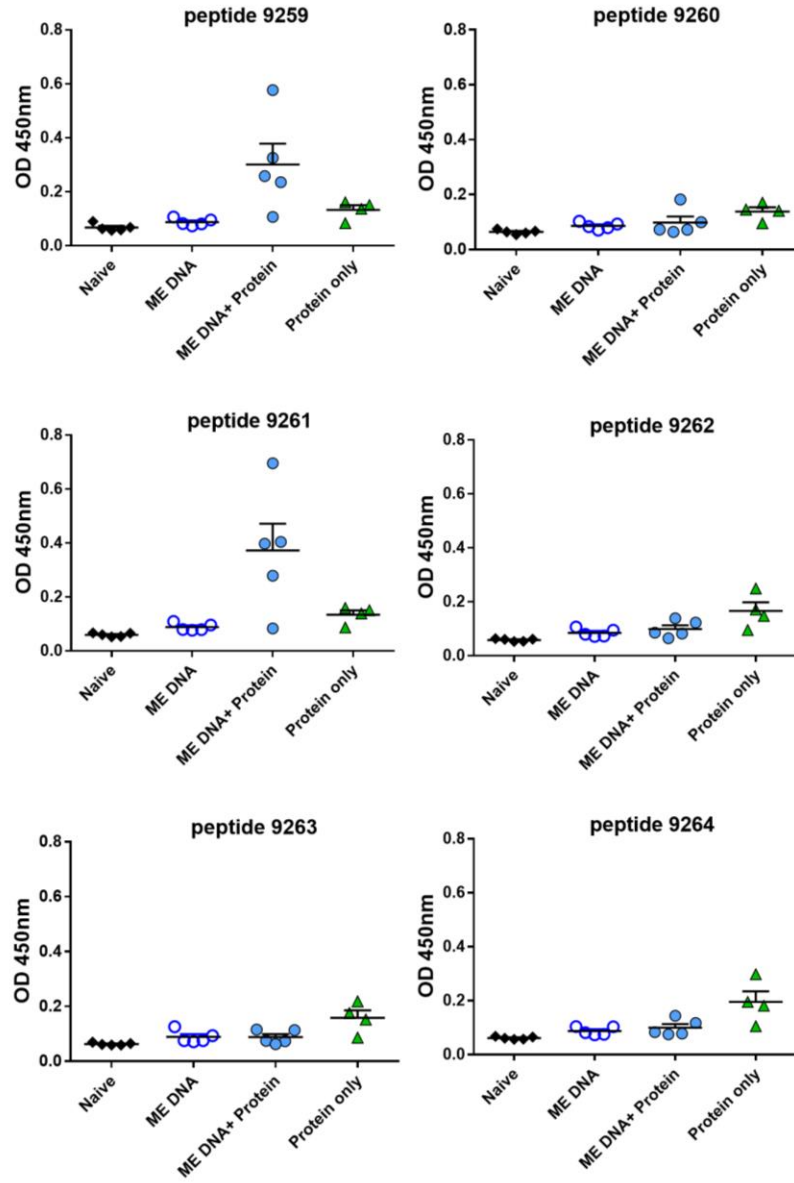 peptide 9259
OD 450nm
0.8
0.6
0.4
0.2
0.0
Naive
ME DNA
ME DNA+ Protein
Protein only
peptide 9260
OD 450nm
0.8
0.6
0.4
0.2
0.0
Naive
ME DNA
ME DNA+ Protein
Protein only
peptide 9261
OD 450nm
0.8
0.6
0.4
0.2
0.0
Naive
ME DNA
ME DNA+ Protein
Protein only
peptide 9262
OD 450nm
0.8
0.6
0.4
0.2
0.0
Naive
ME DNA
ME DNA+ Protein
Protein only
peptide 9263
OD 450nm
0.8
0.6
0.4
0.2
0.0
Naive
ME DNA
ME DNA+ Protein
Protein only
peptide 9264
OD 450nm
0.8
0.6
0.4
0.2
0.0
Naive
ME DNA
ME DNA+ Protein
Protein only